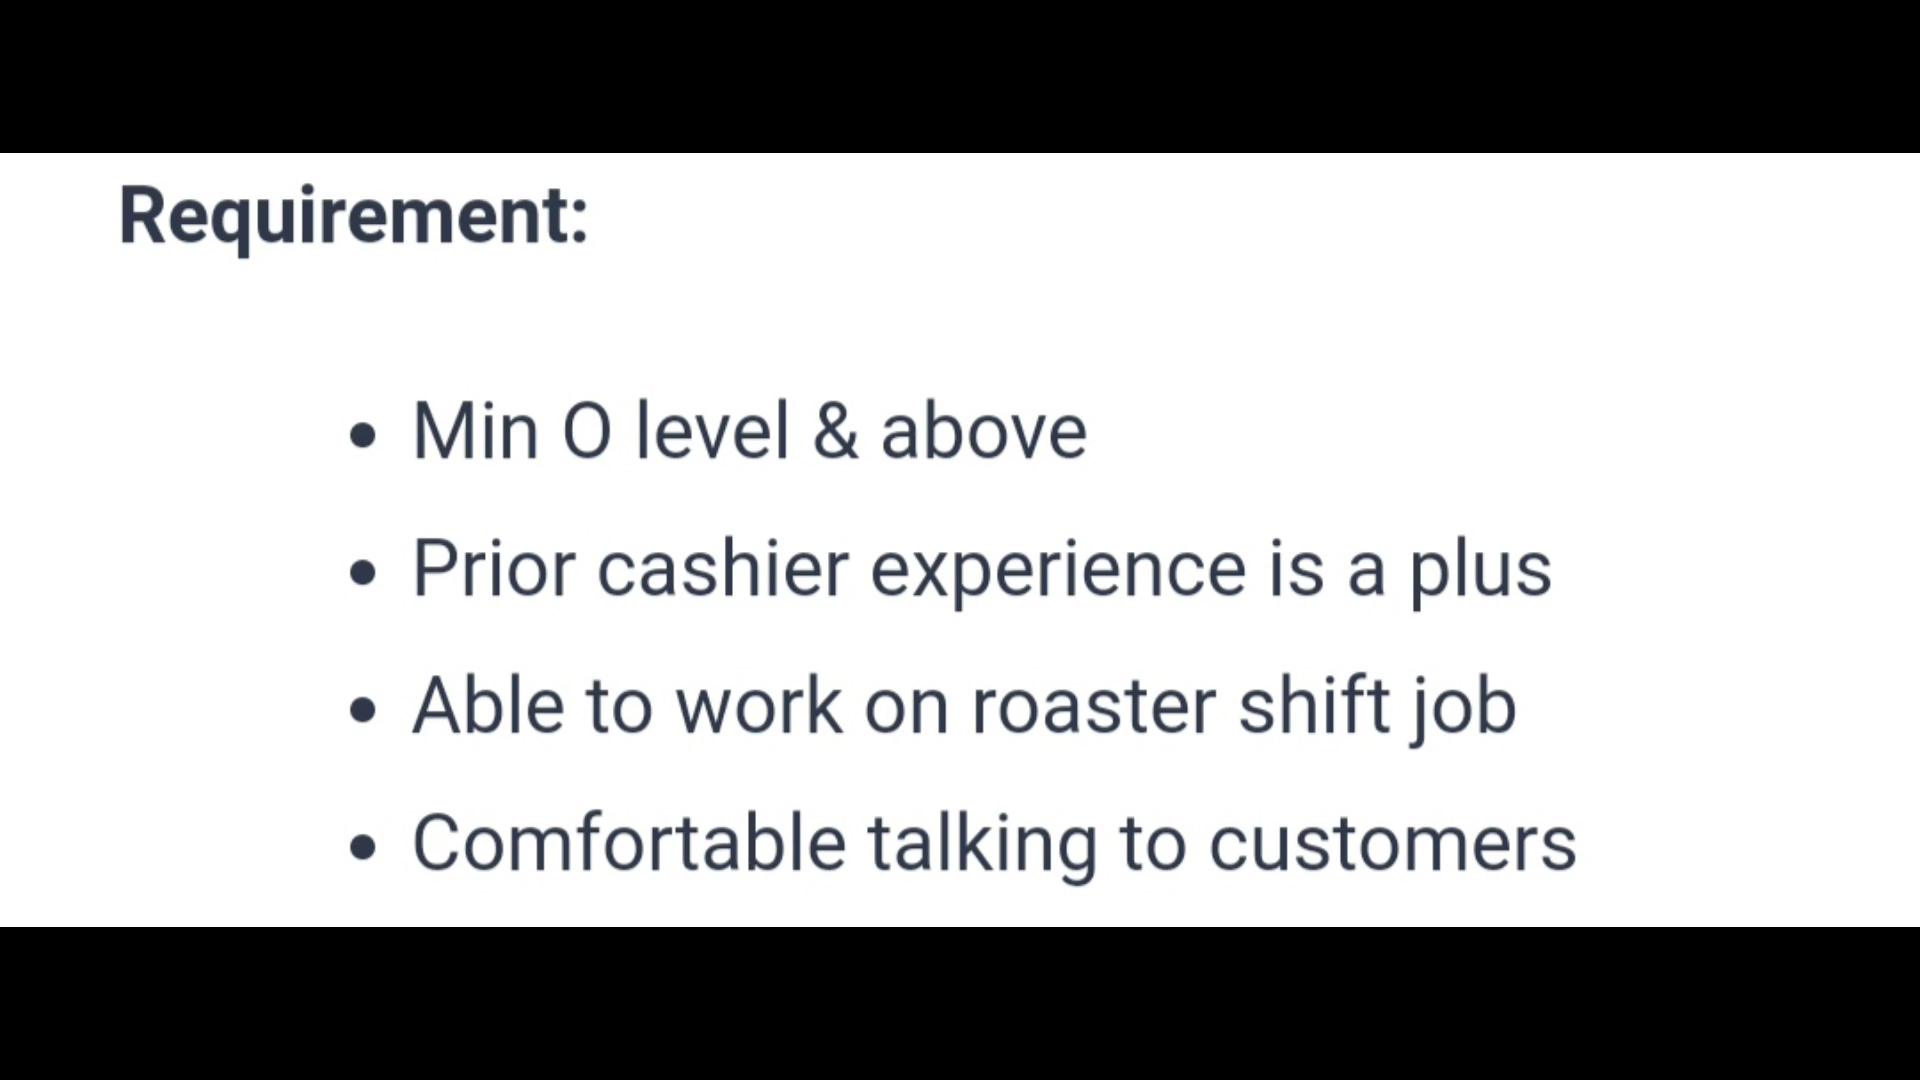 Requirement:
• Min O level & above
• Prior cashier experience is a plus
• Able to work on roaster shift job
• Comfortable talking to customers